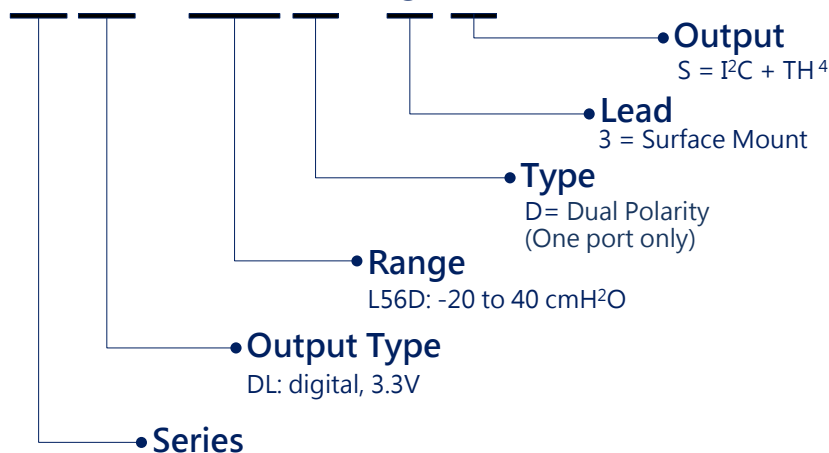 Output
S = I²C + TH ⁴
Lead
3 = Surface Mount
Type
D= Dual Polarity
(One port only)
Range
L56D: -20 to 40 cmH²O
Output Type
DL: digital, 3.3V
Series